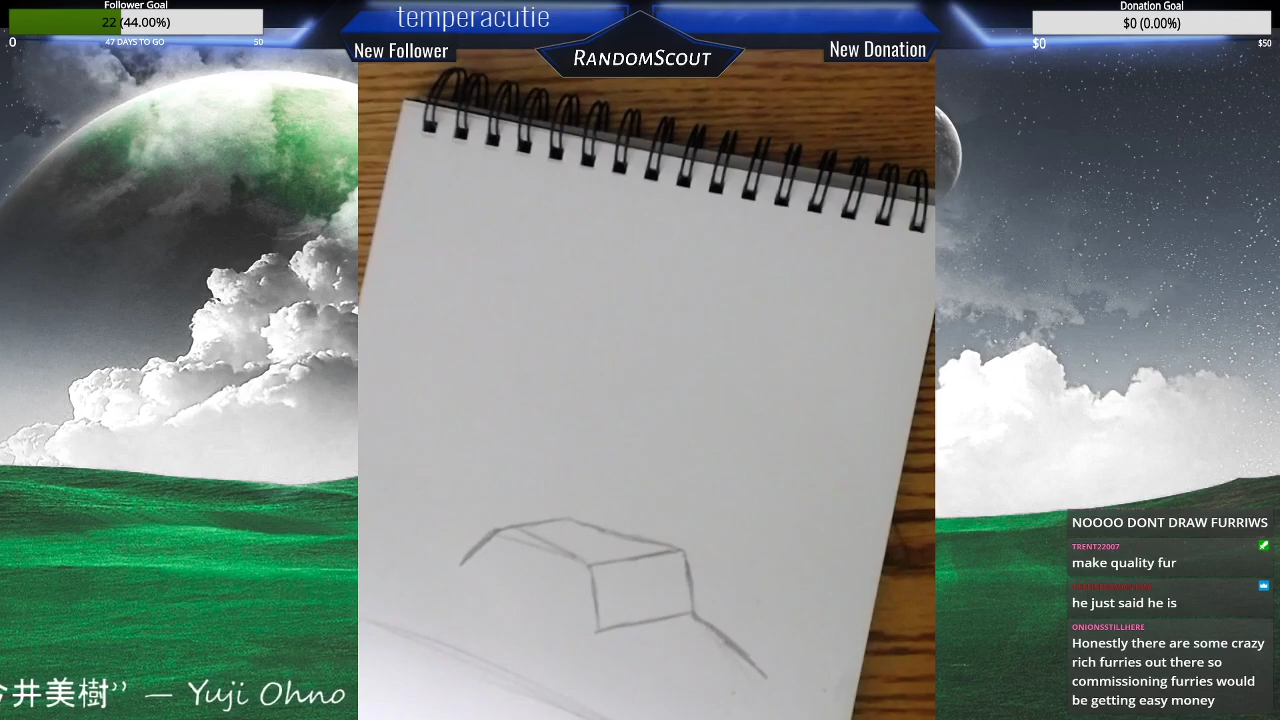 Follower Goal
22 (44.00%)
0
47 DAYS TO GO
50
temperacutie
New Follower
RANDOMSCOUT
New Donation
Donation Goal
$0 (0.00%)
$0
$50
NOOOO DONT DRAW FURRIWS
TRENT22007
make quality fur
he just said he is
ONIONSSTILLHERE
Honestly there are some crazy
rich furries out there so
commissioning furries would
be getting easy money
井美樹” — Yuji Ohno